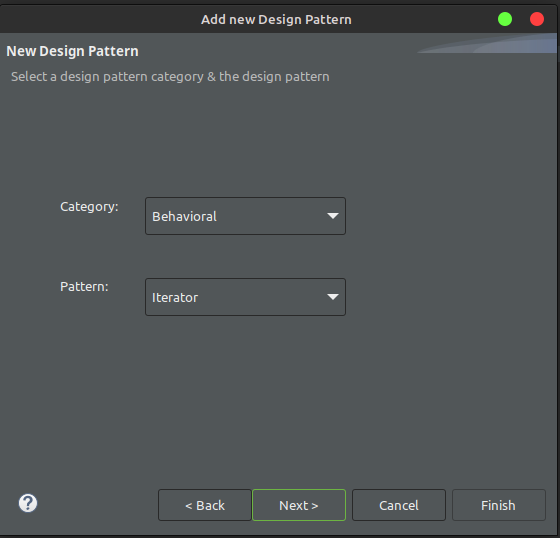 Add new Design Pattern
New Design Pattern
Select a design pattern category & the design pattern
Category:
Behavioral
Pattern:
Iterator
?
< Back
Next >
Cancel
Finish